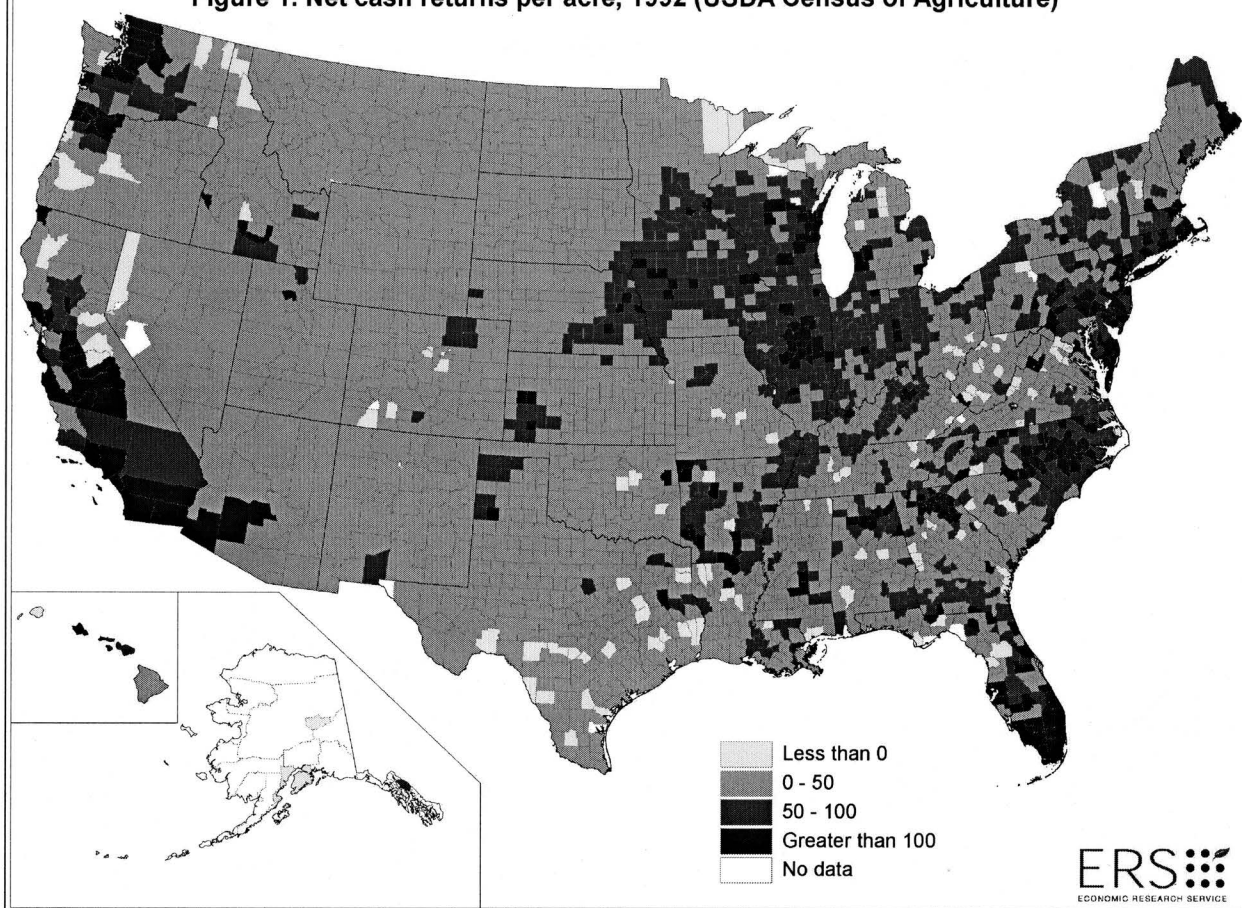 Figure 1. Net cash returns per acre, 1992 (USDA Census of Agriculture)
Less than 0
0 - 50
50 - 100
Greater than 100
No data
ERS
ECONOMIC RESEARCH SERVICE